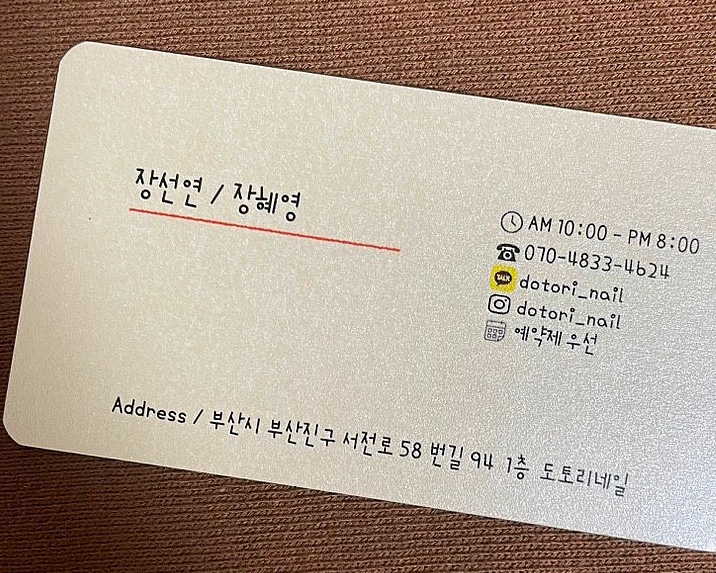 장선연 / 장혜영
AM 10:00 - PM 8:00
070-4833-4624
TALK dotori_nail
dotori_nail
예약제 우선
Address / 부산시 부산진구 서전로 58 번길 94 1층 도토리네일